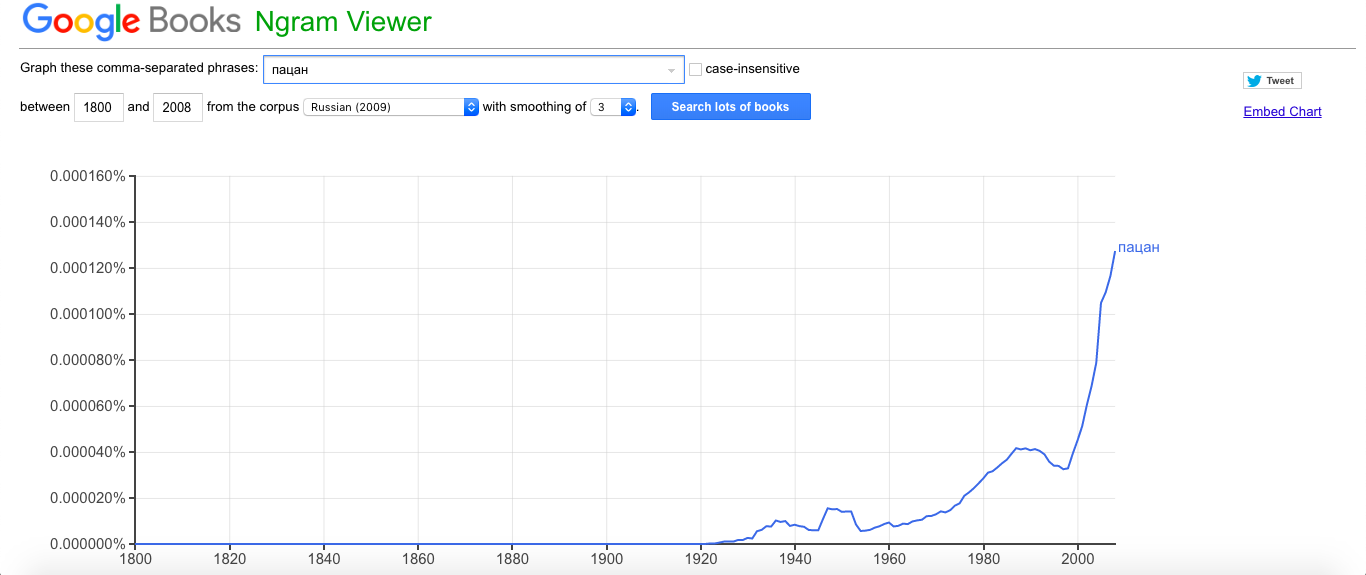 Google Books Ngram Viewer
Graph these comma-separated phrases: пацан case-insensitive
between 1800 and 2008 from the corpus Russian (2009) with smoothing of 3 . Search lots of books
Tweet
Embed Chart
0.000160%
0.000140%
0.000120%
0.000100%
0.000080%
0.000060%
0.000040%
0.000020%
0.000000%
пацан
1800 1820 1840 1860 1880 1900 1920 1940 1960 1980 2000